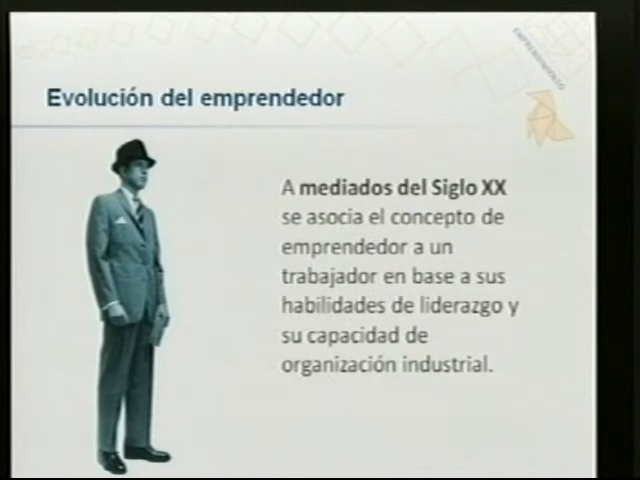 EMPRENDIENDO
Evolución del emprendedor
A mediados del Siglo XX
se asocia el concepto de
emprendedor a un
trabajador en base a sus
habilidades de liderazgo y
su capacidad de
organización industrial.